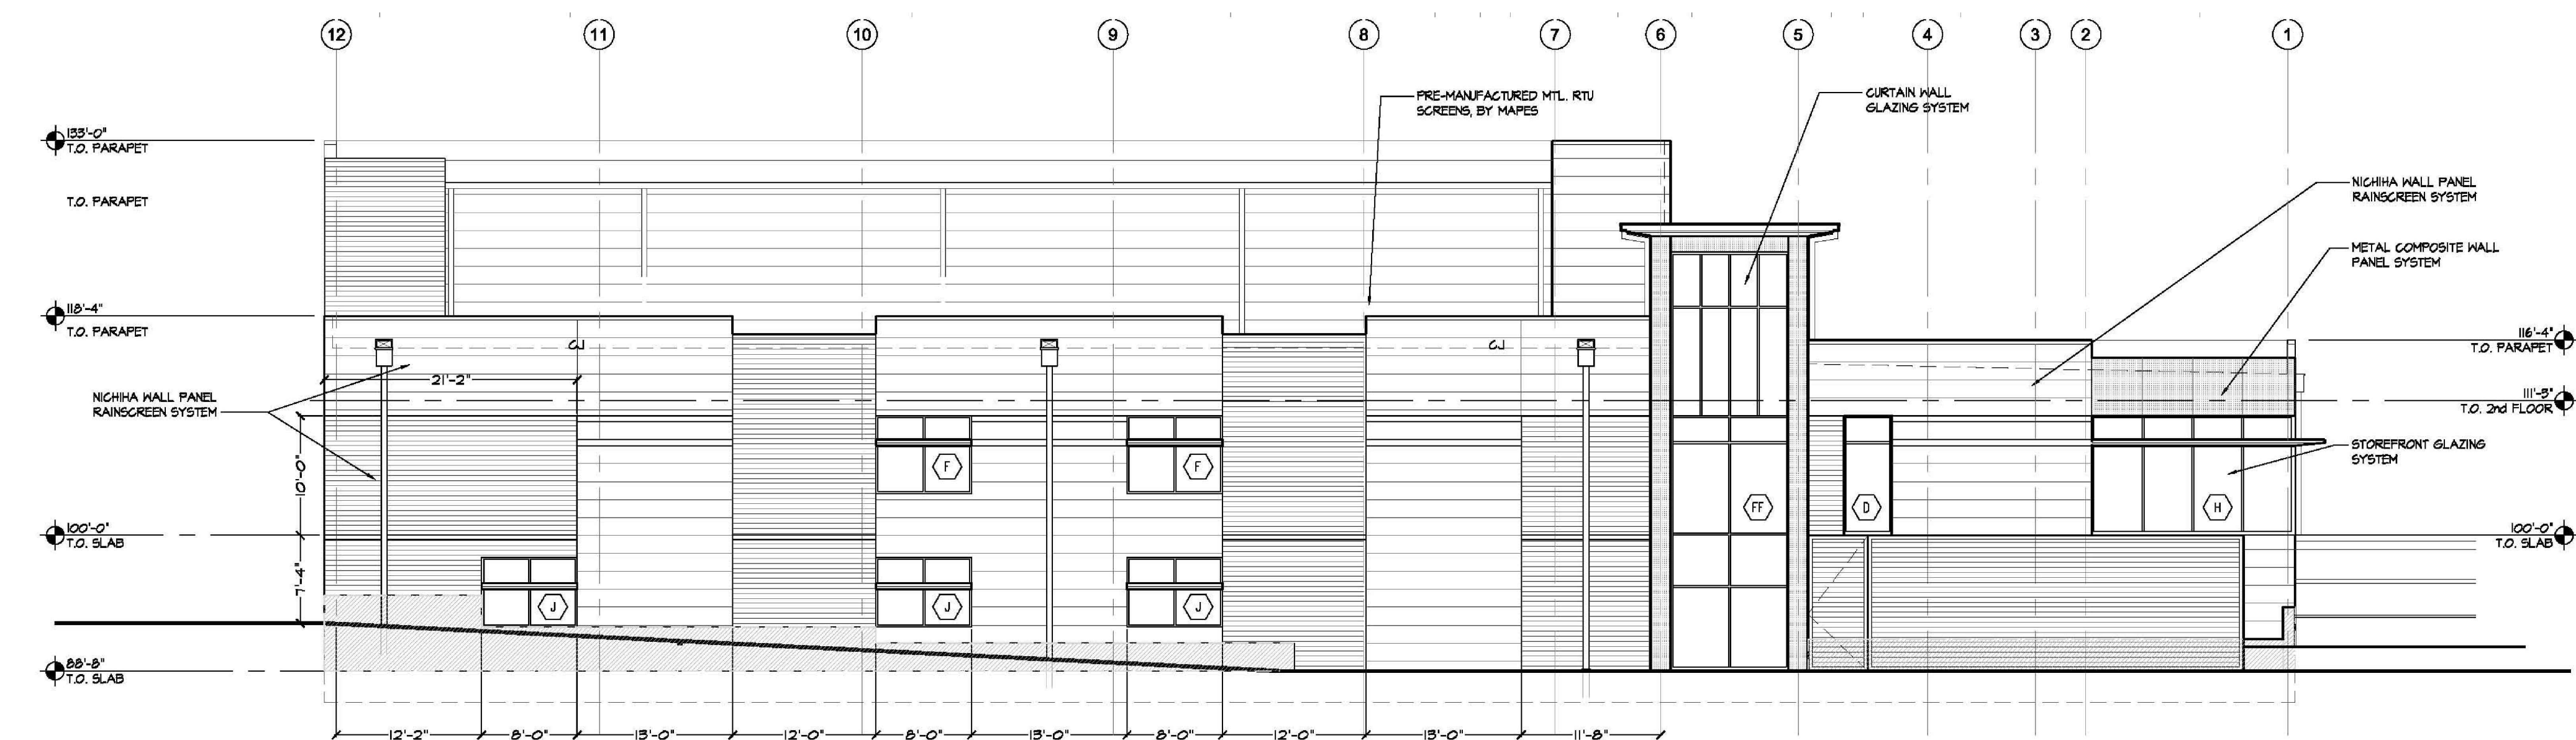 12 11 10 9 8 7 6 5 4 3 2 1
PRE-MANUFACTURED MTL. RTU
SCREENS, BY MAPES
CURTAIN WALL
GLAZING SYSTEM
133'-0"
T.O. PARAPET
T.O. PARAPET
NICHIHA WALL PANEL
RAINSCREEN SYSTEM
METAL COMPOSITE WALL
PANEL SYSTEM
118'-4"
T.O. PARAPET
116'-4"
T.O. PARAPET
CJ
CJ
21'-2"
NICHIHA WALL PANEL
RAINSCREEN SYSTEM
111'-3"
T.O. 2nd FLOOR
STOREFRONT GLAZING
SYSTEM
10'-0"
F
F
FF
D
H
100'-0"
T.O. SLAB
100'-0"
T.O. SLAB
7'-4"
J
J
J
88'-8"
T.O. SLAB
12'-2" 8'-0" 13'-0" 12'-0" 8'-0" 13'-0" 8'-0" 12'-0" 13'-0" 11'-8"